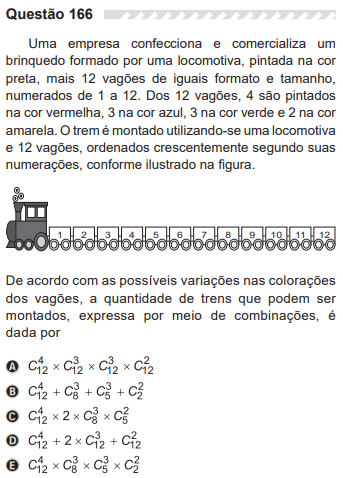 Questão 166
Uma empresa confecciona e comercializa um
brinquedo formado por uma locomotiva, pintada na cor
preta, mais 12 vagões de iguais formato e tamanho,
numerados de 1 a 12. Dos 12 vagões, 4 são pintados
na cor vermelha, 3 na cor azul, 3 na cor verde e 2 na cor
amarela. O trem é montado utilizando-se uma locomotiva
e 12 vagões, ordenados crescentemente segundo suas
numerações, conforme ilustrado na figura.
1 2 3 4 5 6 7 8 9 10 11 12
De acordo com as possíveis variações nas colorações
dos vagões, a quantidade de trens que podem ser
montados, expressa por meio de combinações, é
dada por
A $C_{12}^{4} \times C_{12}^{3} \times C_{12}^{3} \times C_{12}^{2}$
B $C_{12}^{4} + C_{8}^{3} + C_{5}^{3} + C_{2}^{2}$
C $C_{12}^{4} \times 2 \times C_{8}^{3} \times C_{5}^{2}$
D $C_{12}^{4} + 2 \times C_{12}^{3} + C_{12}^{2}$
E $C_{12}^{4} \times C_{8}^{3} \times C_{5}^{3} \times C_{2}^{2}$